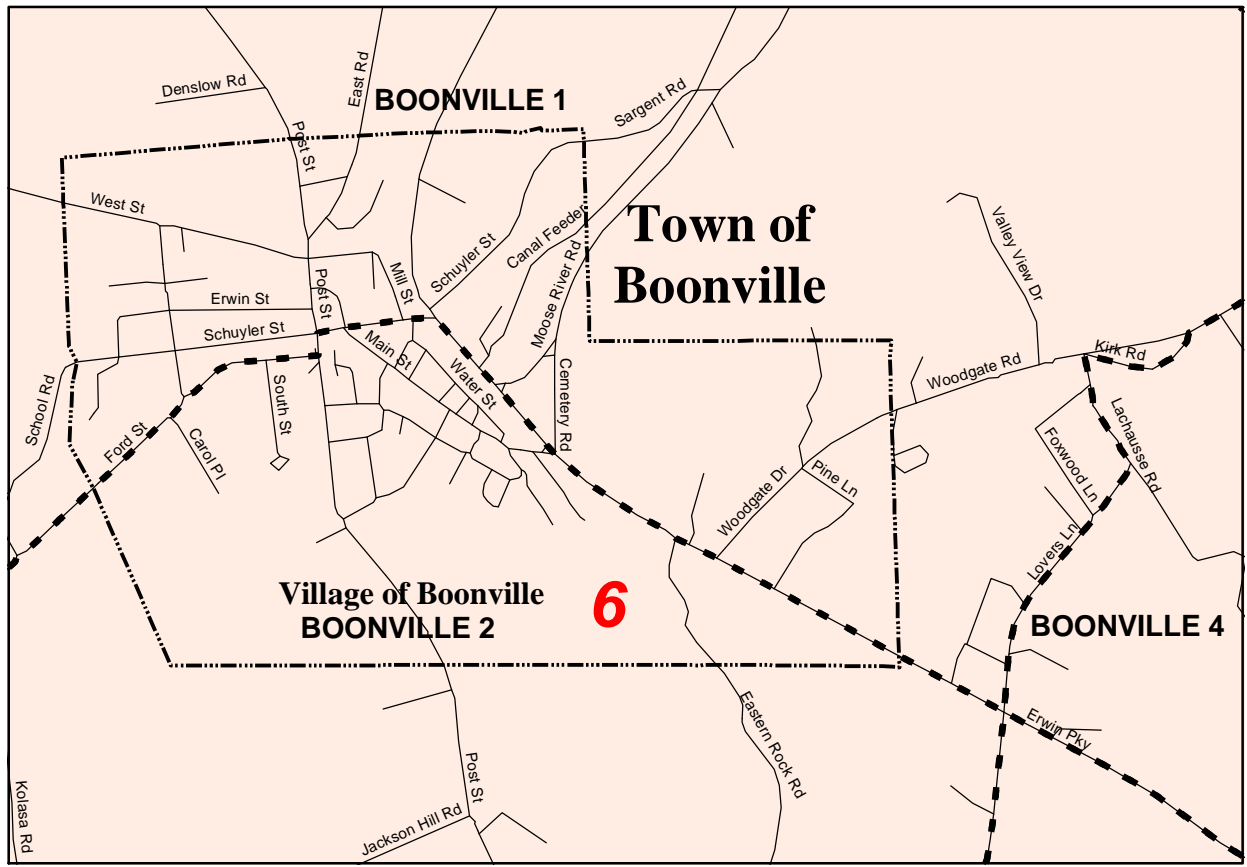 Denslow Rd
East Rd
BOONVILLE 1
Sargent Rd
Post St
West St
Town of
Boonville
Canal Feeder
Schuyler St
Valley View Dr
Mill St
Moose River Rd
Post St
Erwin St
Schuyler St
Main St
Kirk Rd
Woodgate Rd
Water St
Cemetery Rd
School Rd
South St
Lachausse Rd
Ford St
Carol Pl
Foxwood Ln
Pine Ln
Woodgate Dr
Lovers Ln
Village of Boonville
BOONVILLE 2
6
BOONVILLE 4
Erwin Pky
Eastern Rock Rd
Post St
Kolasa Rd
Jackson Hill Rd